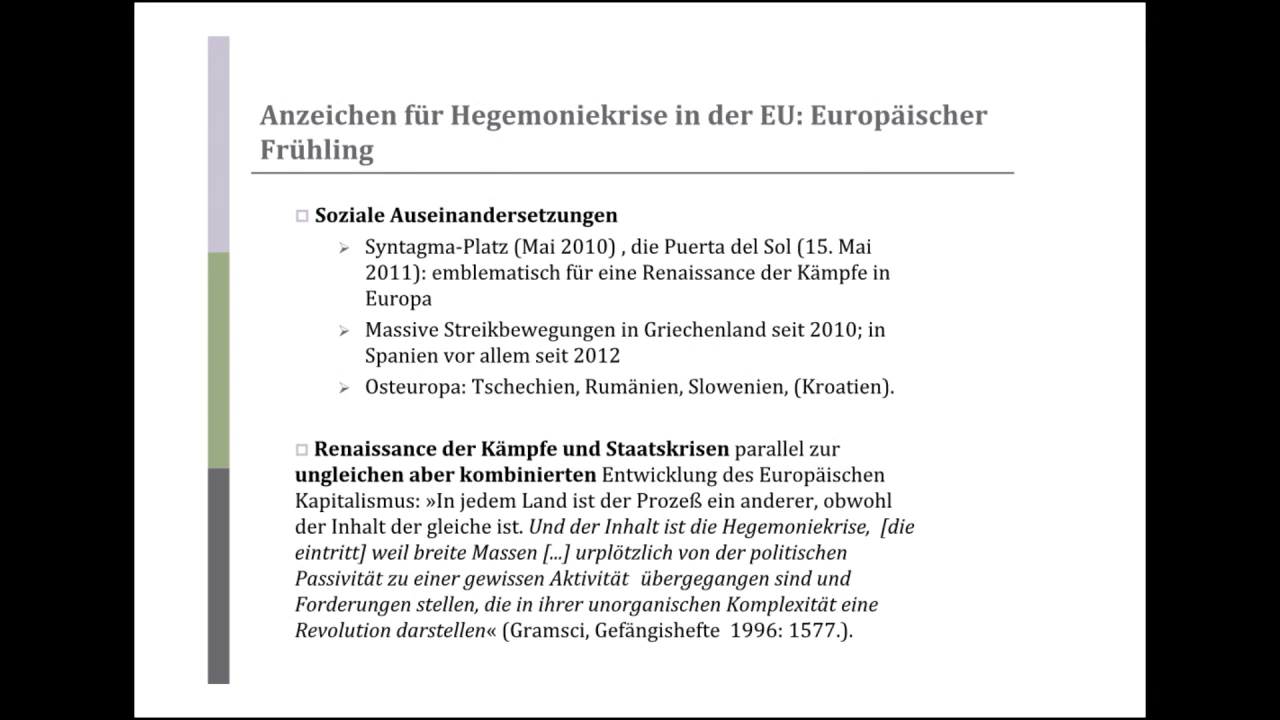 Anzeichen für Hegemoniekrise in der EU: Europäischer
Frühling
Soziale Auseinandersetzungen
Syntagma-Platz (Mai 2010) , die Puerta del Sol (15. Mai
2011): emblematisch für eine Renaissance der Kämpfe in
Europa
Massive Streikbewegungen in Griechenland seit 2010; in
Spanien vor allem seit 2012
Osteuropa: Tschechien, Rumänien, Slowenien, (Kroatien).
Renaissance der Kämpfe und Staatskrisen parallel zur
ungleichen aber kombinierten Entwicklung des Europäischen
Kapitalismus: »In jedem Land ist der Prozeß ein anderer, obwohl
der Inhalt der gleiche ist. Und der Inhalt ist die Hegemoniekrise, [die
eintritt] weil breite Massen [...] urplötzlich von der politischen
Passivität zu einer gewissen Aktivität übergegangen sind und
Forderungen stellen, die in ihrer unorganischen Komplexität eine
Revolution darstellen« (Gramsci, Gefängishefte 1996: 1577.).